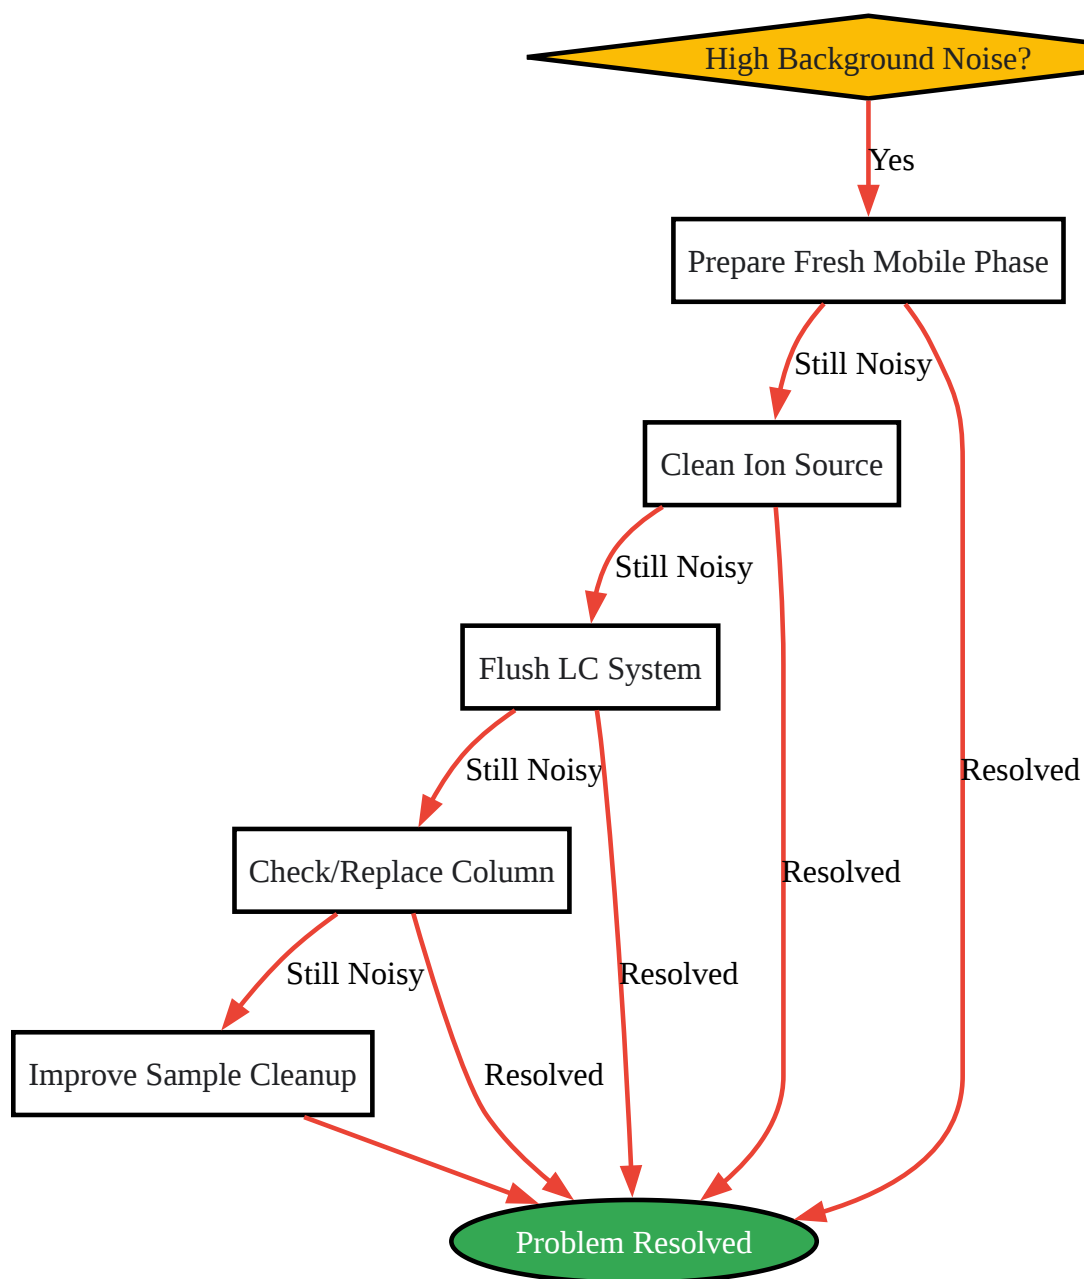 High Background Noise?
Yes
Prepare Fresh Mobile Phase
Still Noisy
Clean Ion Source
Still Noisy
Flush LC System
Still Noisy
Resolved
Check/Replace Column
Resolved
Still Noisy
Resolved
Improve Sample Cleanup
Resolved
Problem Resolved